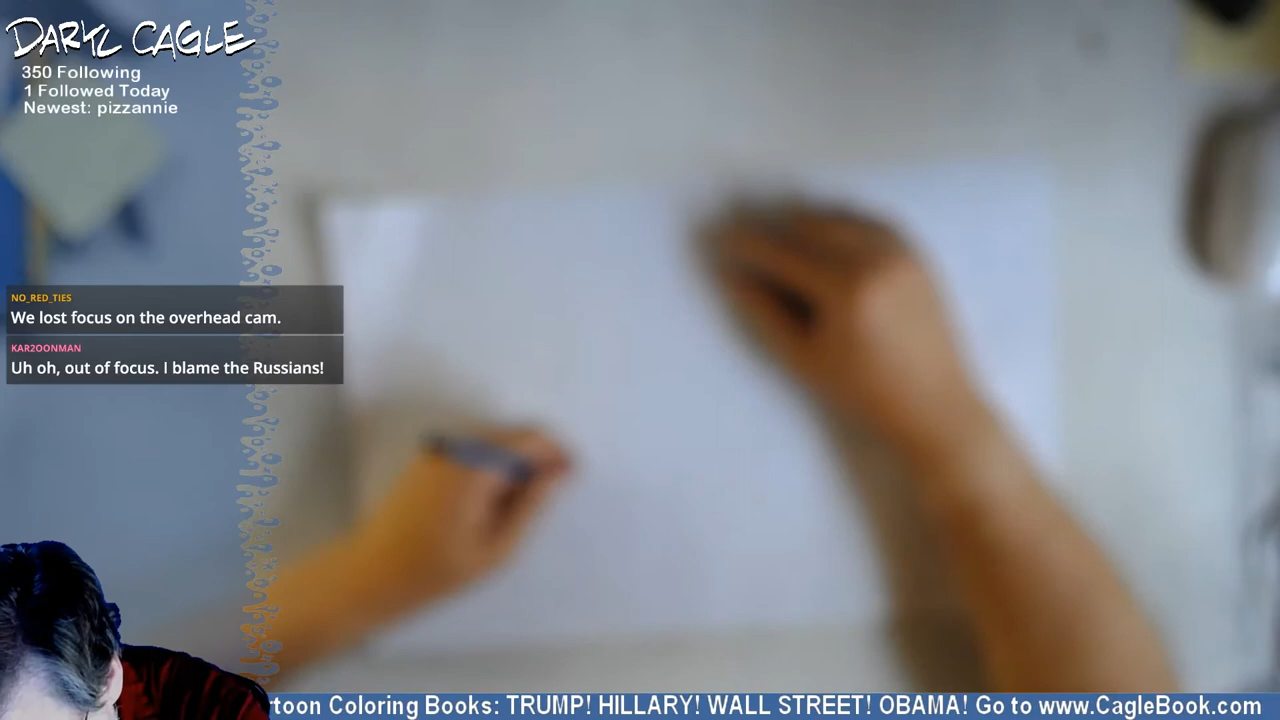 DARYL CAGLE
350 Following
1 Followed Today
Newest: pizzannie
NO_RED_TIES
We lost focus on the overhead cam.
KAR2OONMAN
Uh oh, out of focus. I blame the Russians!
rtoon Coloring Books: TRUMP! HILLARY! WALL STREET! OBAMA! Go to www.CagleBook.com